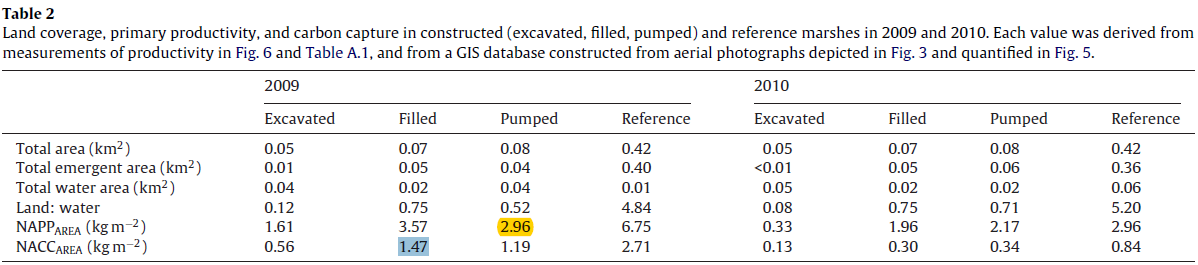 Table 2
Land coverage, primary productivity, and carbon capture in constructed (excavated, filled, pumped) and reference marshes in 2009 and 2010. Each value was derived from
measurements of productivity in Fig. 6 and Table A.1, and from a GIS database constructed from aerial photographs depicted in Fig. 3 and quantified in Fig. 5.
2009 2010
Excavated Filled Pumped Reference Excavated Filled Pumped Reference
Total area (km²) 0.05 0.07 0.08 0.42 0.05 0.07 0.08 0.42
Total emergent area (km²) 0.01 0.05 0.04 0.40 <0.01 0.05 0.06 0.36
Total water area (km²) 0.04 0.02 0.04 0.01 0.05 0.02 0.02 0.06
Land: water 0.12 0.75 0.52 4.84 0.08 0.75 0.71 5.20
NAPPAREA (kg m−2) 1.61 3.57 2.96 6.75 0.33 1.96 2.17 2.96
NACCAREA (kg m−2) 0.56 1.47 1.19 2.71 0.13 0.30 0.34 0.84